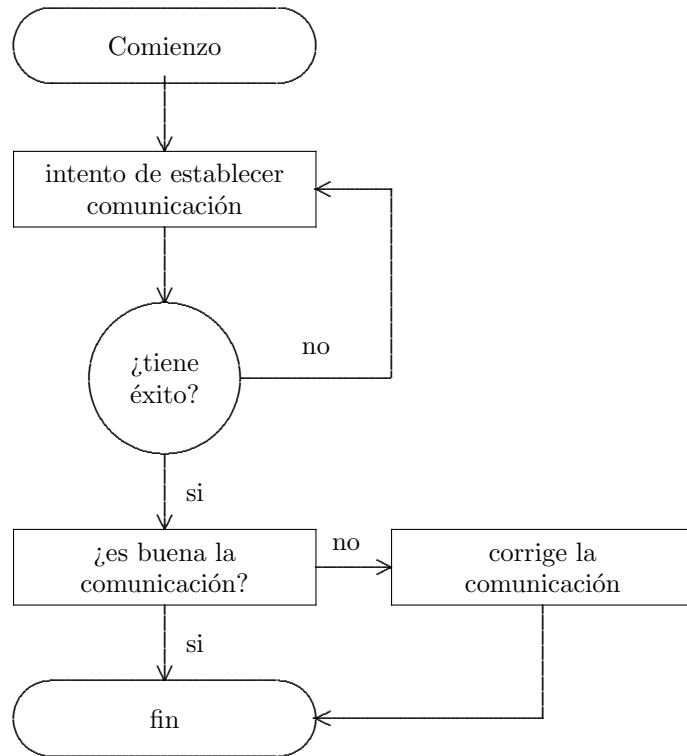 Comienzo
intento de establecer
comunicación
¿tiene
éxito?
no
si
¿es buena la
comunicación?
no
corrige la
comunicación
si
fin